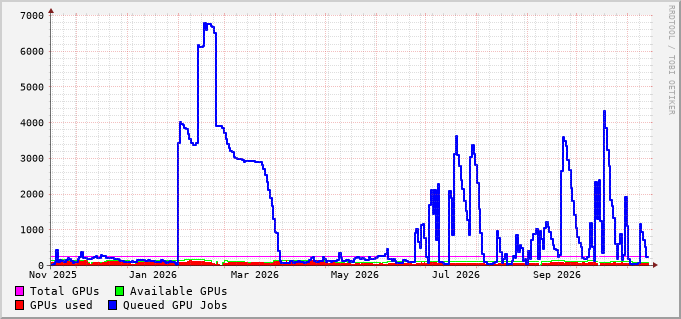 7000
6000
5000
4000
3000
2000
1000
0
Nov 2025 Jan 2026 Mar 2026 May 2026 Jul 2026 Sep 2026
Total GPUs Available GPUs
GPUs used Queued GPU Jobs
RRDTOOL / TOBI OETIKER